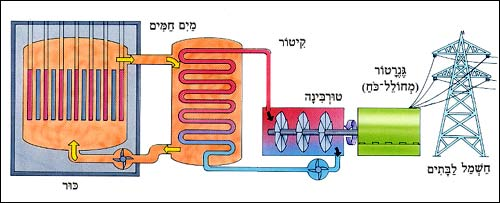 מַיִם חַמִּים
קִיטוֹר
גֶּנֶרָטוֹר
(מְחוֹלֵל־כֹּחַ)
טוּרְבִּינָה
כּוּר
חַשְׁמַל לַבָּתִּים